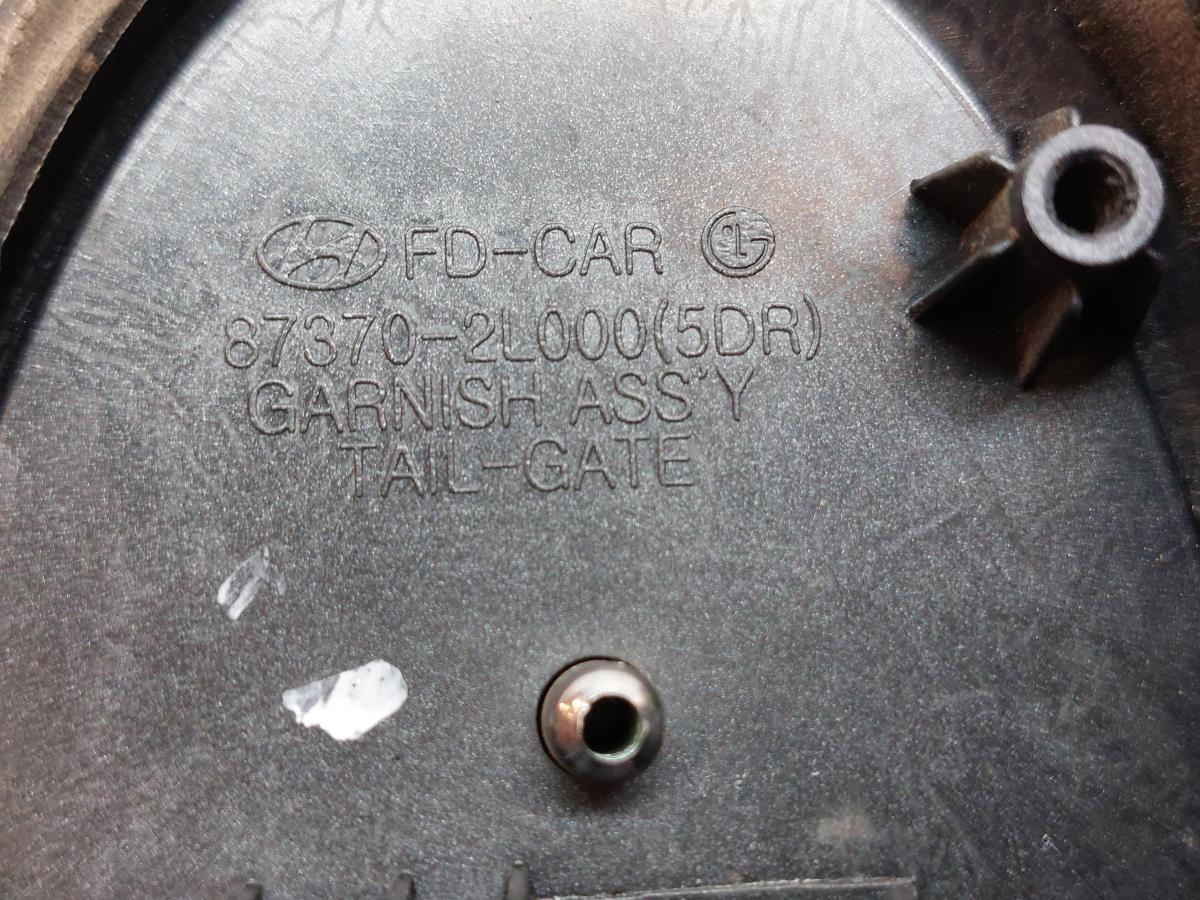 FD-CAR
87370-2L000(5DR)
GARNISH ASS'Y
TAIL-GATE